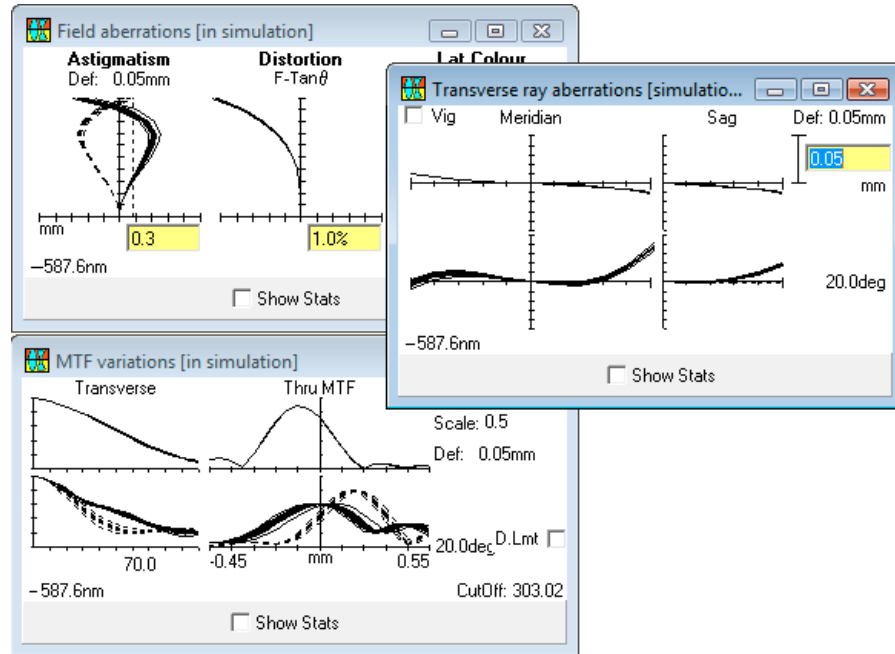 Field aberrations [in simulation]
Astigmatism
Def: 0.05mm
Distortion
F-Tanθ
Lat Colour
mm
0.3
1.0%
−587.6nm
Show Stats
Transverse ray aberrations [simulatio...
Vig
Meridian
Sag
Def: 0.05mm
0.05
mm
20.0deg
−587.6nm
Show Stats
MTF variations [in simulation]
Transverse
Thru MTF
Scale: 0.5
Def: 0.05mm
20.0deg
D.Lmt
70.0
-0.45
mm
0.55
−587.6nm
CutOff: 303.02
Show Stats